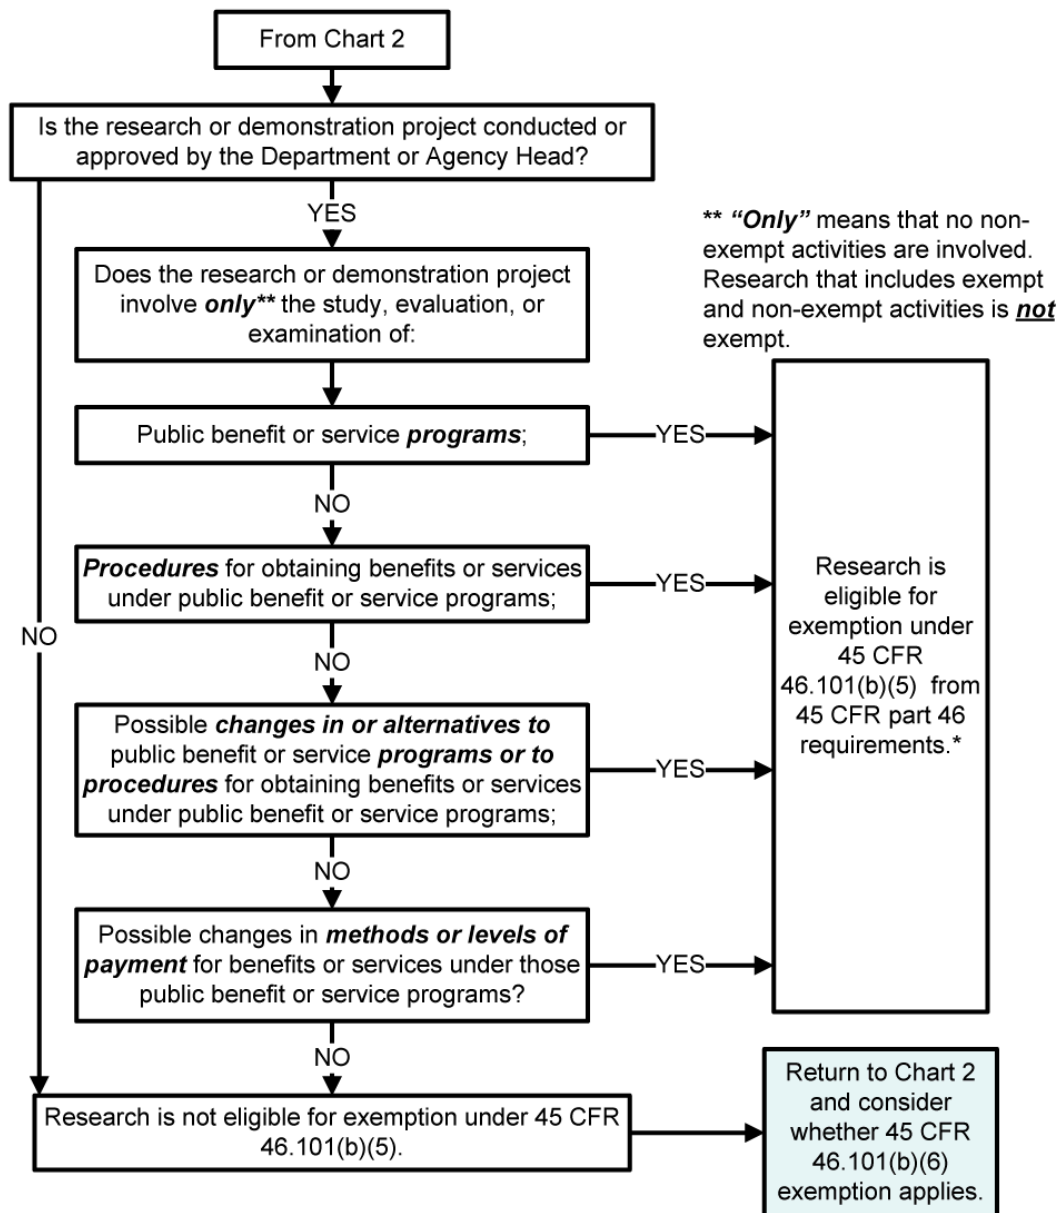 From Chart 2
Is the research or demonstration project conducted or
approved by the Department or Agency Head?
YES
** “Only” means that no non-
exempt activities are involved.
Research that includes exempt
and non-exempt activities is not
exempt.
Does the research or demonstration project
involve only** the study, evaluation, or
examination of:
Public benefit or service programs;
YES
NO
Procedures for obtaining benefits or services
under public benefit or service programs;
YES
NO
NO
Possible changes in or alternatives to
public benefit or service programs or to
procedures for obtaining benefits or services
under public benefit or service programs;
YES
Research is
eligible for
exemption under
45 CFR
46.101(b)(5) from
45 CFR part 46
requirements.*
NO
Possible changes in methods or levels of
payment for benefits or services under those
public benefit or service programs?
YES
NO
Research is not eligible for exemption under 45 CFR
46.101(b)(5).
Return to Chart 2
and consider
whether 45 CFR
46.101(b)(6)
exemption applies.